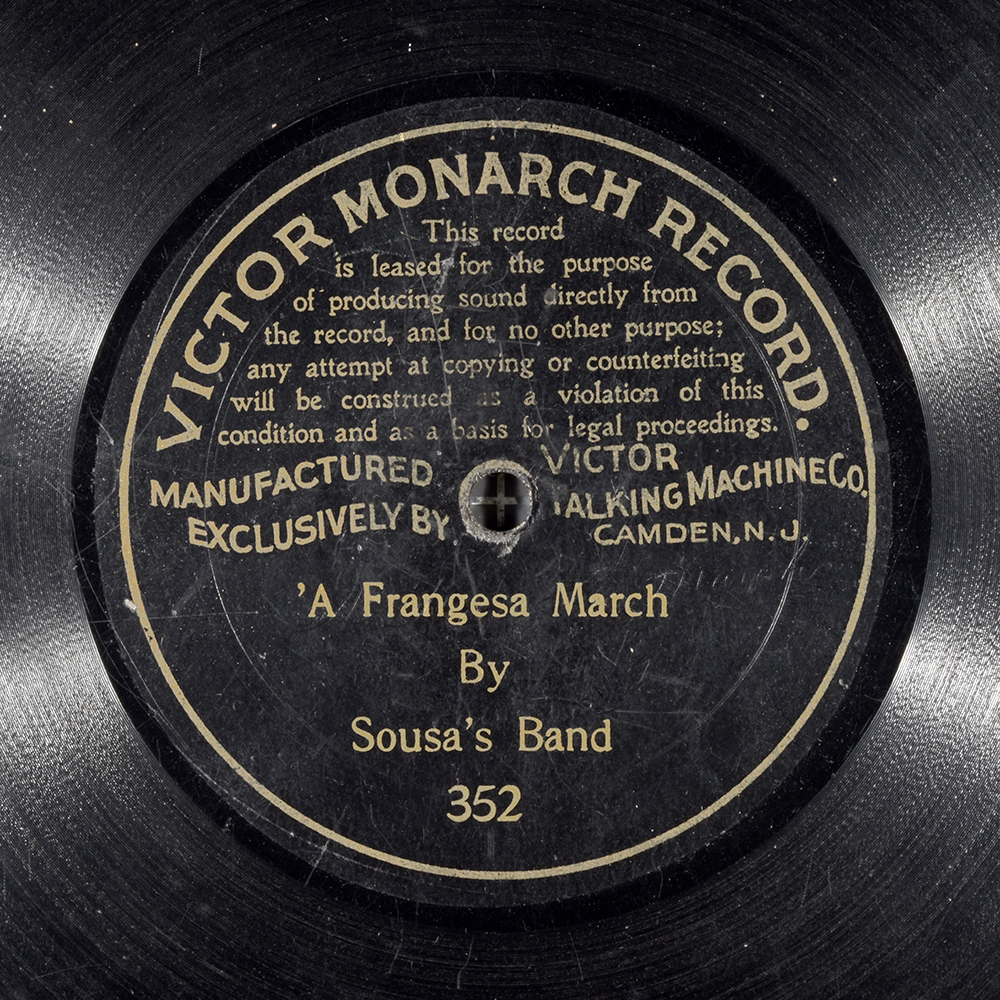 VICTOR MONARCH RECORD.
This record
is leased for the purpose
of producing sound directly from
the record, and for no other purpose;
any attempt at copying or counterfeiting
will be construed as a violation of this
condition and as a basis for legal proceedings.
MANUFACTURED
EXCLUSIVELY BY
VICTOR
TALKING MACHINE CO.
CAMDEN, N. J.
’A Frangesa March
By
Sousa’s Band
352